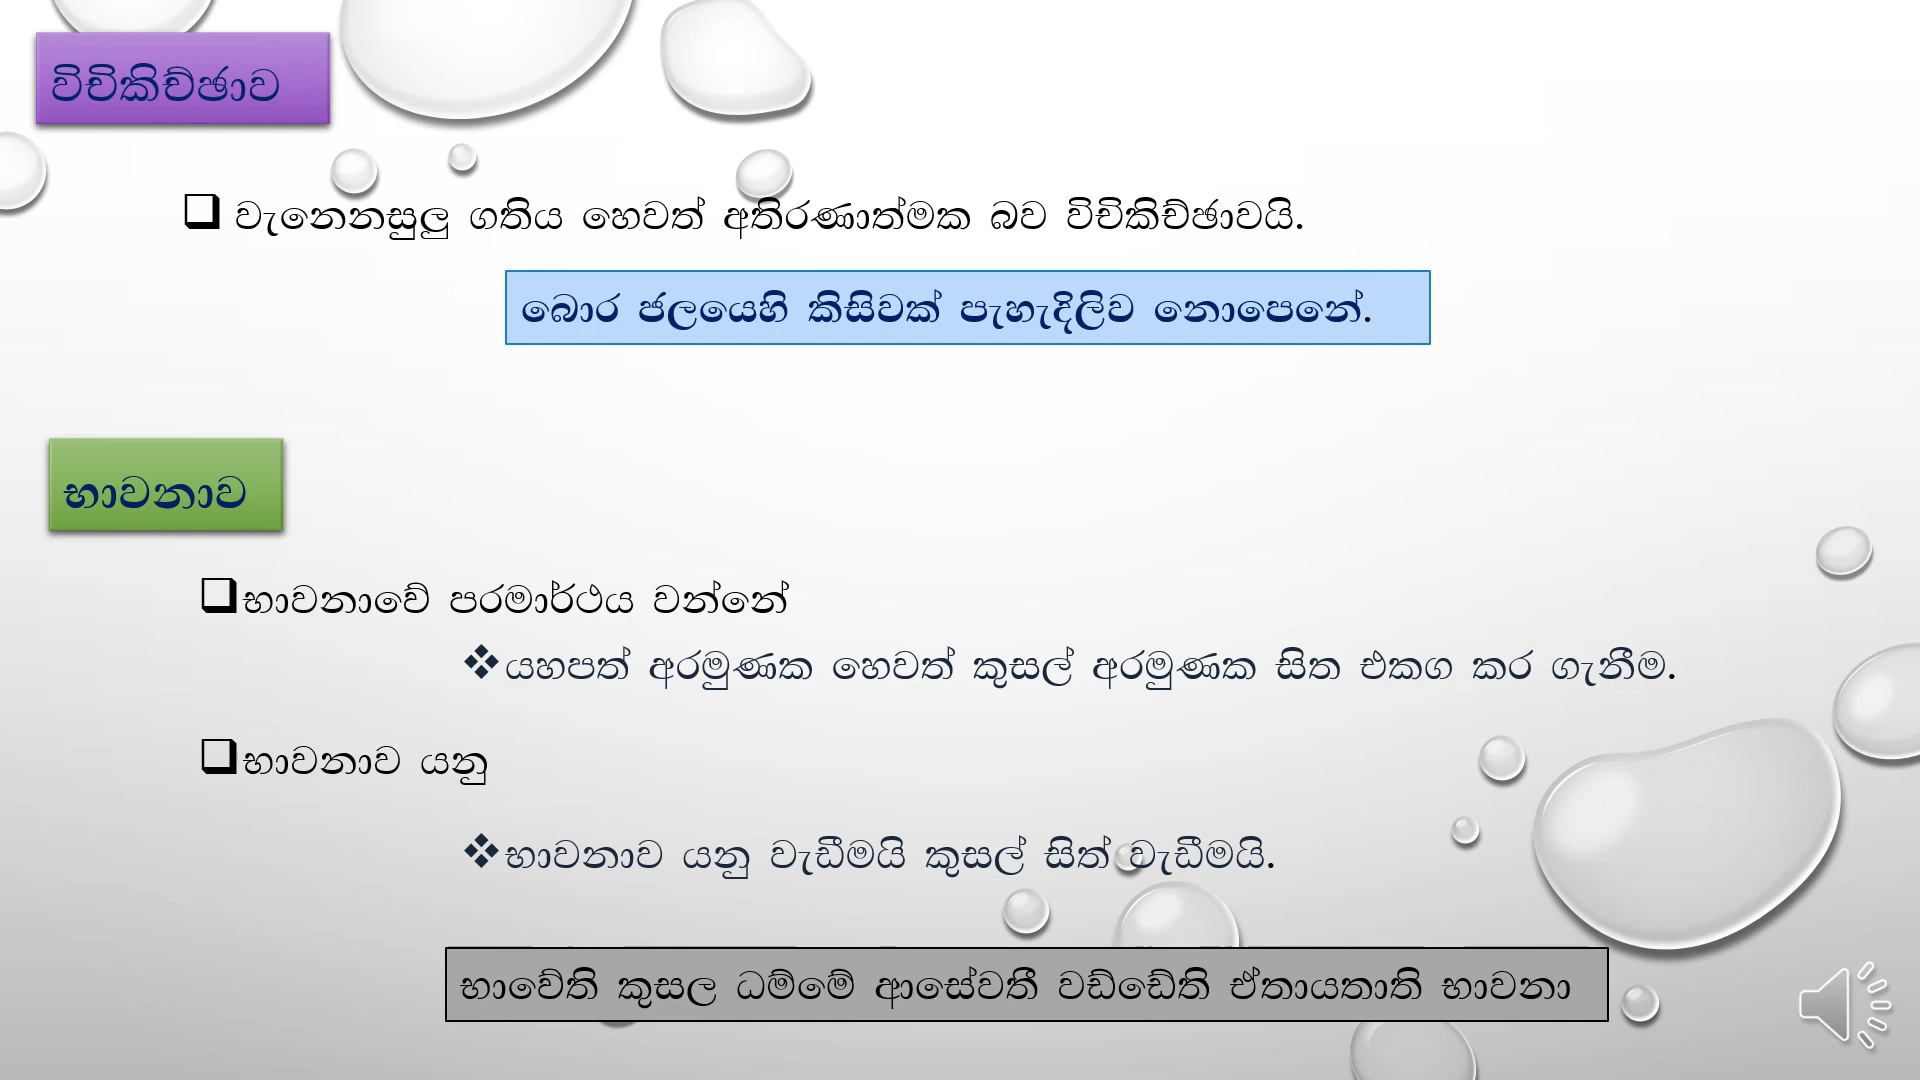 විචිකිච්ඡාව
වැනෙනසුලු ගතිය හෙවත් අතිරණාත්මක බව විචිකිච්ඡාවයි.
බොර ජලයෙහි කිසිවක් පැහැදිලිව නොපෙනේ.
භාවනාව
භාවනාවේ පරමාර්ථය වන්නේ
යහපත් අරමුණක හෙවත් කුසල් අරමුණක සිත එකග කර ගැනීම.
භාවනාව යනු
භාවනාව යනු වැඩීමයි කුසල් සිත් වැඩීමයි.
භාවේති කුසල ධම්මේ ආසේවතී වඩ්ඩේති ඒතායතාති භාවනා